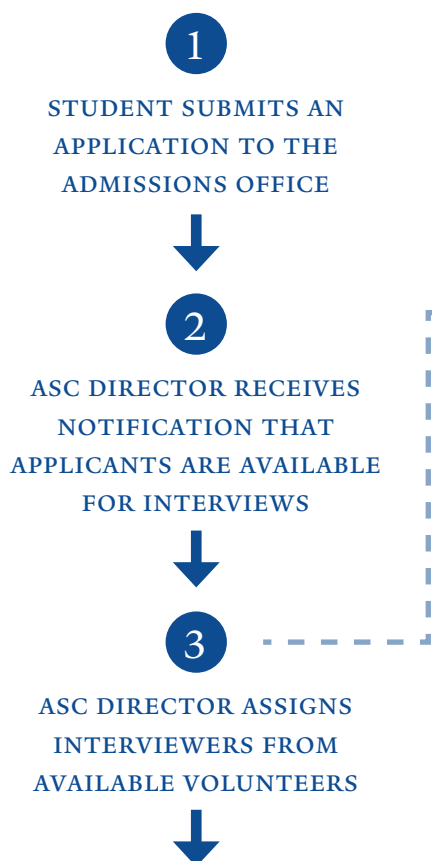 1
STUDENT SUBMITS AN
APPLICATION TO THE
ADMISSIONS OFFICE
2
ASC DIRECTOR RECEIVES
NOTIFICATION THAT
APPLICANTS ARE AVAILABLE
FOR INTERVIEWS
3
ASC DIRECTOR ASSIGNS
INTERVIEWERS FROM
AVAILABLE VOLUNTEERS